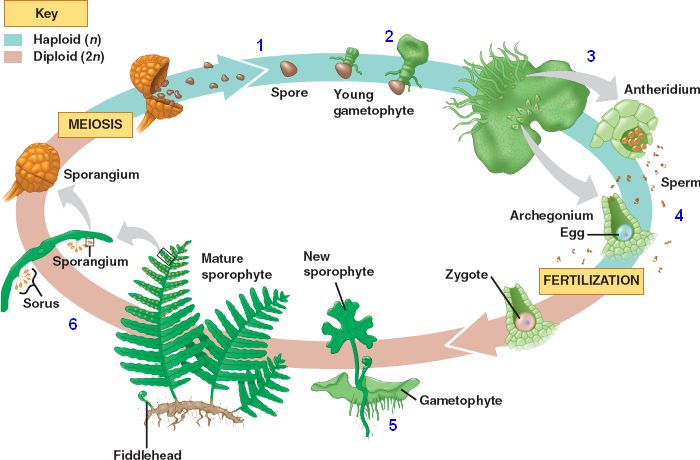 Key
Haploid (n)
Diploid (2n)
1
2
3
Spore
Young
gametophyte
Antheridium
MEIOSIS
Sporangium
Sperm
4
Archegonium
Egg
Sporangium
Sorus
Mature
sporophyte
New
sporophyte
Zygote
FERTILIZATION
6
Gametophyte
5
Fiddlehead